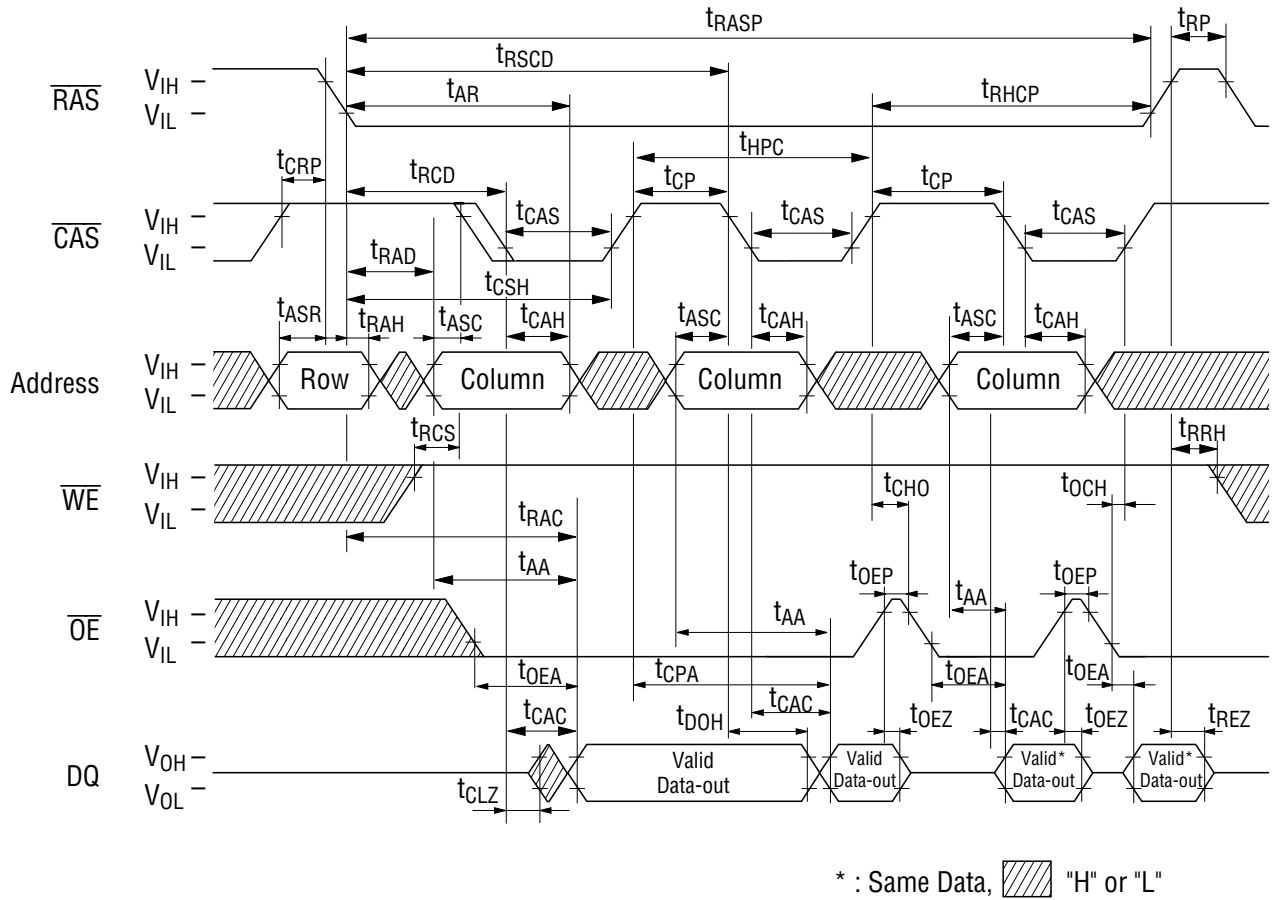 tRASP tRP
tRSCD
RAS VIH
VIL
tAR tRHCP
tHPC
tCRP tRCD tCP tCP
CAS VIH
VIL
tCAS tCAS tCAS
tRAD
tCSH
tASR tRAH tASC tCAH tASC tCAH tASC tCAH
Address VIH
VIL
Row Column Column Column
tRCS tRRH
WE VIH
VIL
tCHO tOCH
tRAC
tAA tOEP tOEP
OE VIH
VIL
tAA tAA
tOEA tCPA tOEA tOEA
tCAC tCAC tDOH tOEZ tCAC tOEZ tREZ
DQ VOH
VOL
Valid Data-out
Valid Data-out
Valid* Data-out
Valid* Data-out
tCLZ
* : Same Data, "H" or "L"